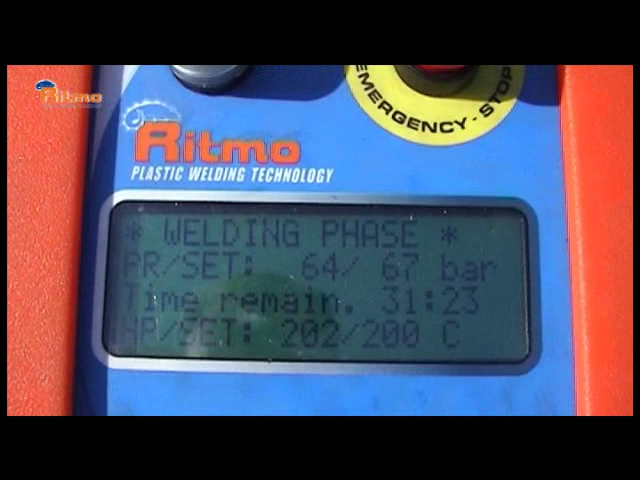 Ritmo
EMERGENCY-STOP
Ritmo
PLASTIC WELDING TECHNOLOGY
* WELDING PHASE *
PR/SET: 64/ 67 bar
Time remain. 31:23
HP/SET: 202/200 C